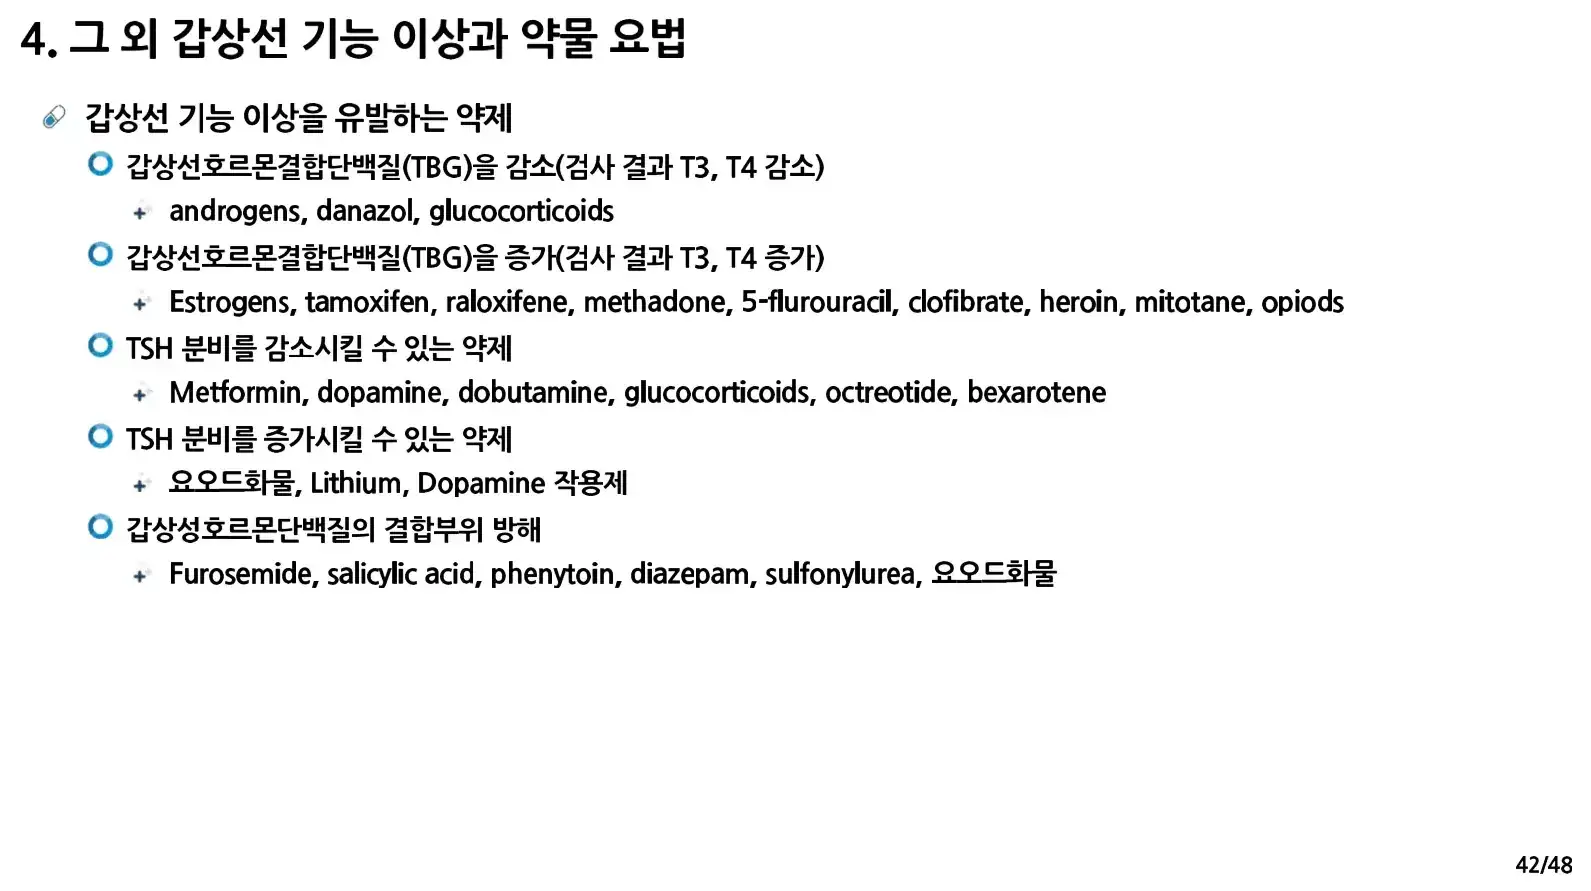 4. 그 외 갑상선 기능 이상과 약물 요법
갑상선 기능 이상을 유발하는 약제
갑상선호르몬결합단백질(TBG)을 감소(검사 결과 T3, T4 감소)
androgens, danazol, glucocorticoids
갑상선호르몬결합단백질(TBG)을 증가(검사 결과 T3, T4 증가)
Estrogens, tamoxifen, raloxifene, methadone, 5-flurouracil, clofibrate, heroin, mitotane, opiods
TSH 분비를 감소시킬 수 있는 약제
Metformin, dopamine, dobutamine, glucocorticoids, octreotide, bexarotene
TSH 분비를 증가시킬 수 있는 약제
요오드화물, Lithium, Dopamine 작용제
갑상성호르몬단백질의 결합부위 방해
Furosemide, salicylic acid, phenytoin, diazepam, sulfonylurea, 요오드화물
42/48